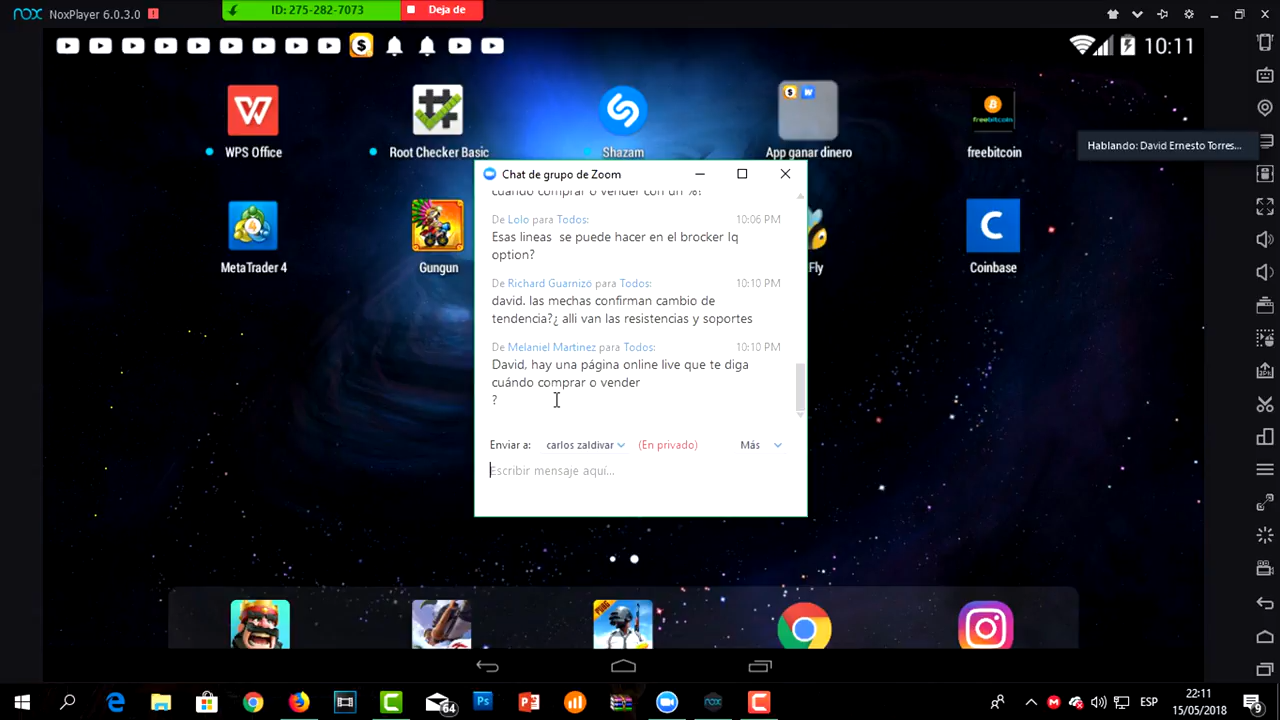 NoxPlayer 6.0.3.0
ID: 275-282-7073
Deja de
10:11
WPS Office
Root Checker Basic
Shazam
App ganar dinero
freebitcoin
freebitcoin
Hablando: David Ernesto Torres...
MetaTrader 4
Gungun
Fly
Coinbase
Chat de grupo de Zoom
cuando comprar o vender con un %?
De Lolo para Todos:
10:06 PM
Esas lineas se puede hacer en el brocker Iq
option?
De Richard Guarnizo para Todos:
10:10 PM
david. las mechas confirman cambio de
tendencia?¿ alli van las resistencias y soportes
De Melaniel Martinez para Todos:
10:10 PM
David, hay una página online live que te diga
cuándo comprar o vender
?
Enviar a:
carlos zaldivar
(En privado)
Más
Escribir mensaje aquí...
64
ESP
22:11
15/05/2018
9